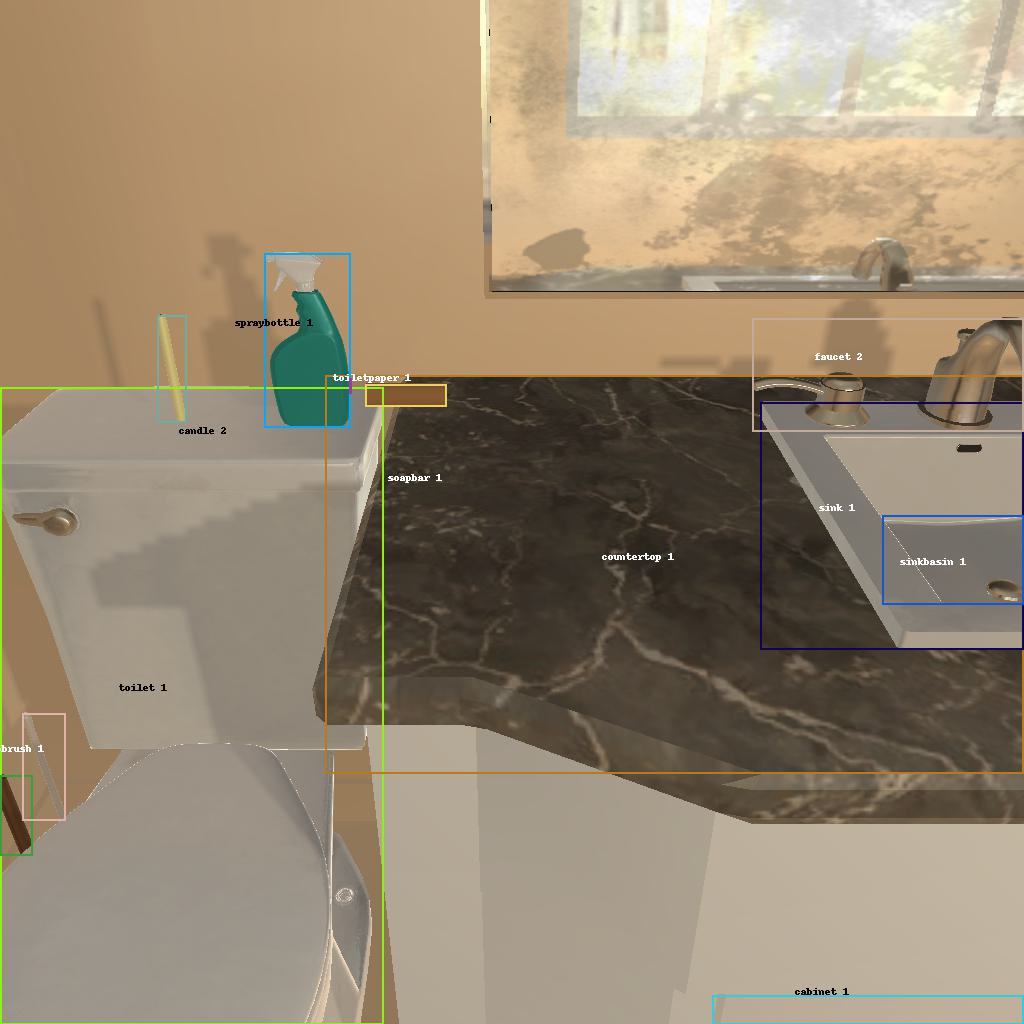 spraybottle 1
faucet 2
toiletpaper 1
candle 2
soapbar 1
sink 1
countertop 1
sinkbasin 1
toilet 1
brush 1
cabinet 1